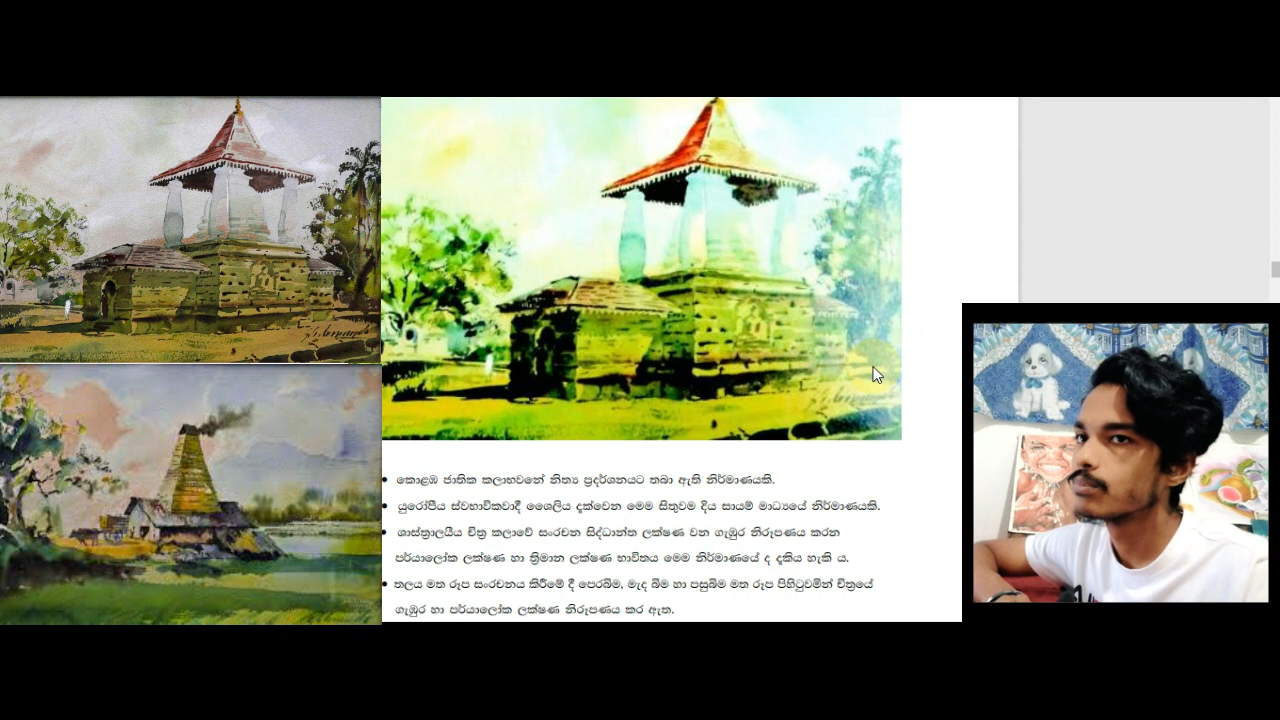 කොළඹ ජාතික කලාභවනේ නිත්‍ය ප්‍රදර්ශනයට තබා ඇති නිර්මාණයකි.
යුරෝපීය ස්වභාවිකවාදී ශෛලිය දැක්වෙන මෙම සිතුවම දිය සායම් මාධ්‍යයේ නිර්මාණයකි.
ශාස්ත්‍රාලයීය චිත්‍ර කලාවේ සංරචන සිද්ධාන්ත ලක්ෂණ වන ගැඹුර නිරූපණය කරන
පර්යාලෝක ලක්ෂණ හා ත්‍රිමාන ලක්ෂණ භාවිතය මෙම නිර්මාණයේ ද දැකිය හැකි ය.
තලය මත රූප සංරචනය කිරීමේ දී පෙරබිම, මැද බිම හා පසුබිම මත රූප පිහිටුවමින් චිත්‍රයේ
ගැඹුර හා පර්යාලෝක ලක්ෂණ නිරූපණය කර ඇත.